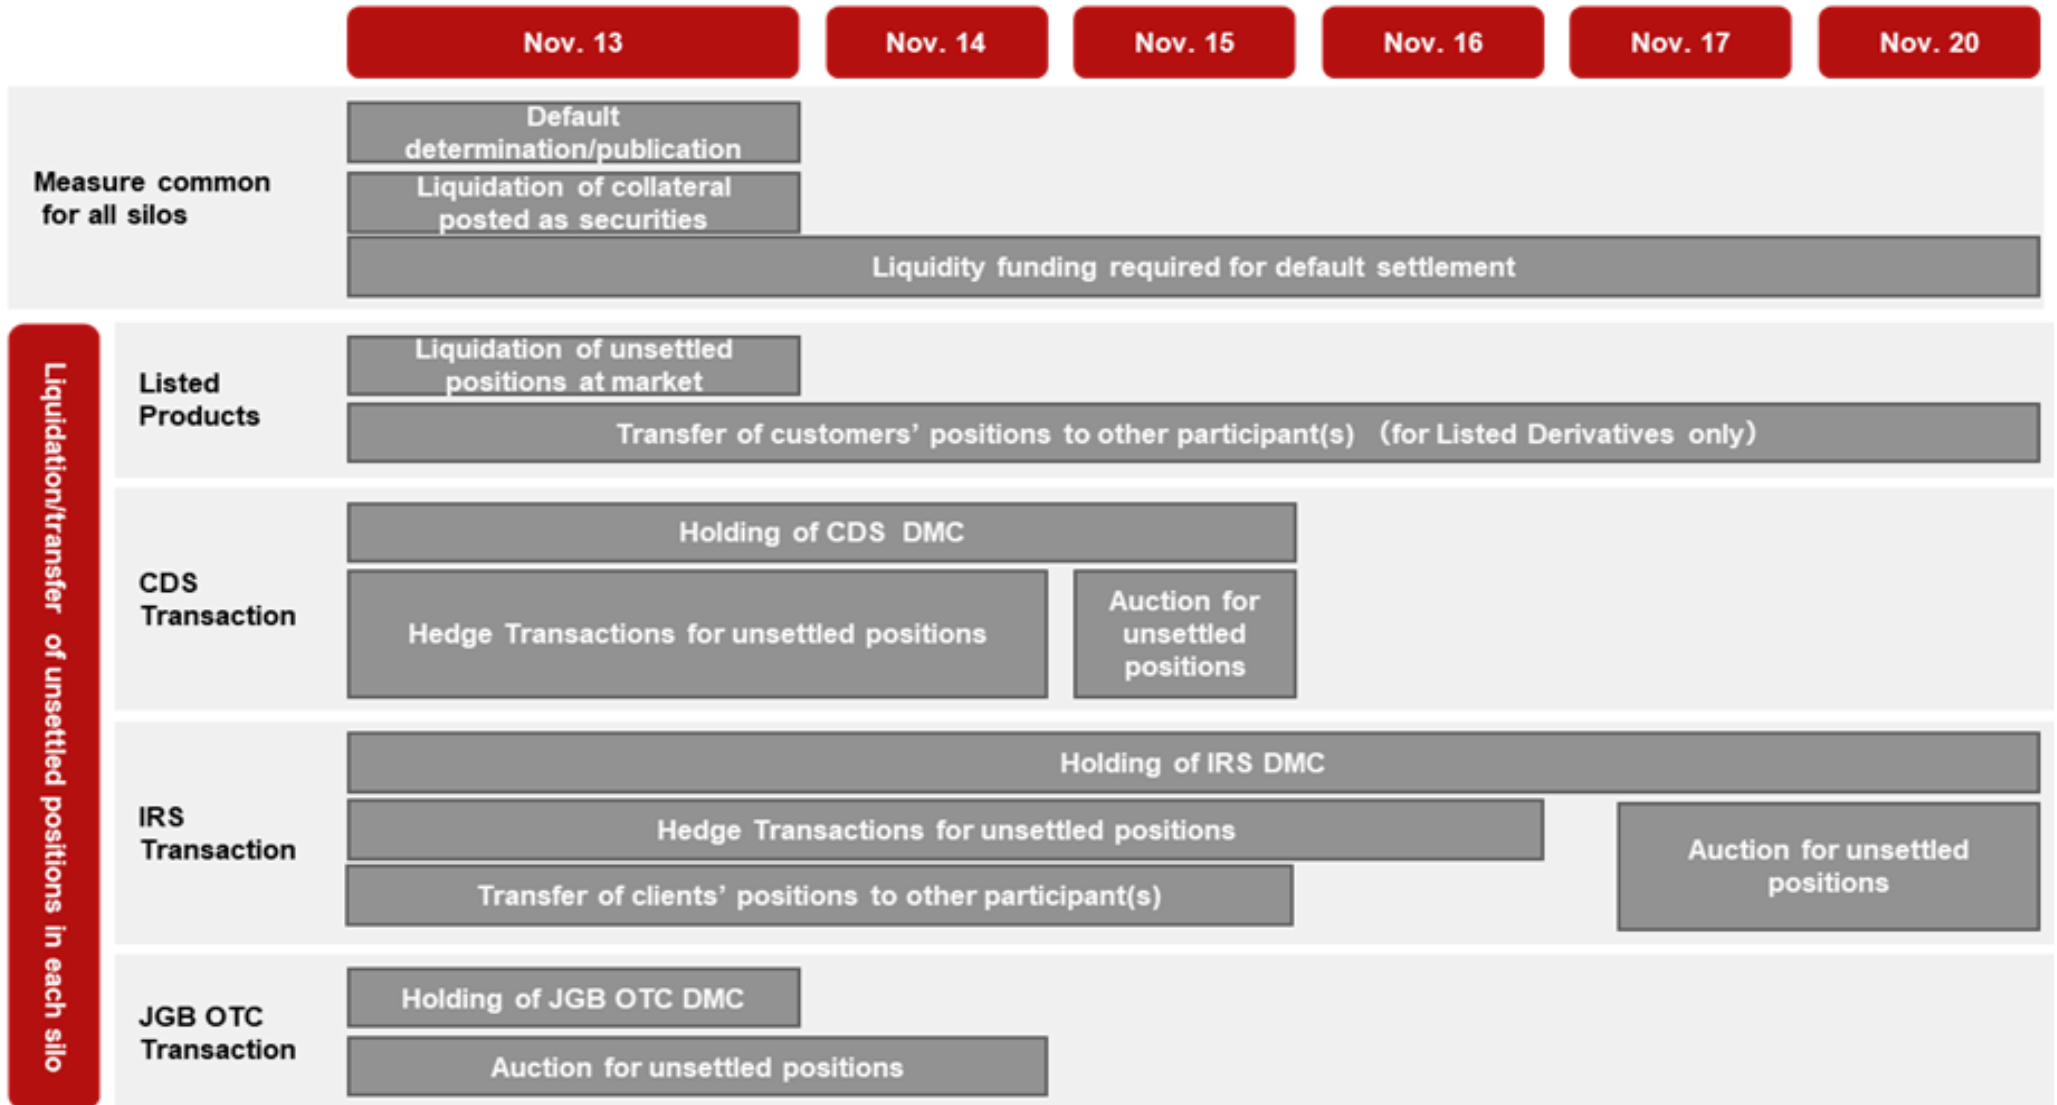 Nov. 13
Nov. 14
Nov. 15
Nov. 16
Nov. 17
Nov. 20
Measure common
for all silos
Default
determination/publication
Liquidation of collateral
posted as securities
Liquidity funding required for default settlement
Liquidation/transfer of unsettled positions in each silo
Listed
Products
Liquidation of unsettled
positions at market
Transfer of customers’ positions to other participant(s) （for Listed Derivatives only）
CDS
Transaction
Holding of CDS DMC
Hedge Transactions for unsettled positions
Auction for
unsettled
positions
IRS
Transaction
Holding of IRS DMC
Hedge Transactions for unsettled positions
Transfer of clients’ positions to other participant(s)
Auction for unsettled
positions
JGB OTC
Transaction
Holding of JGB OTC DMC
Auction for unsettled positions